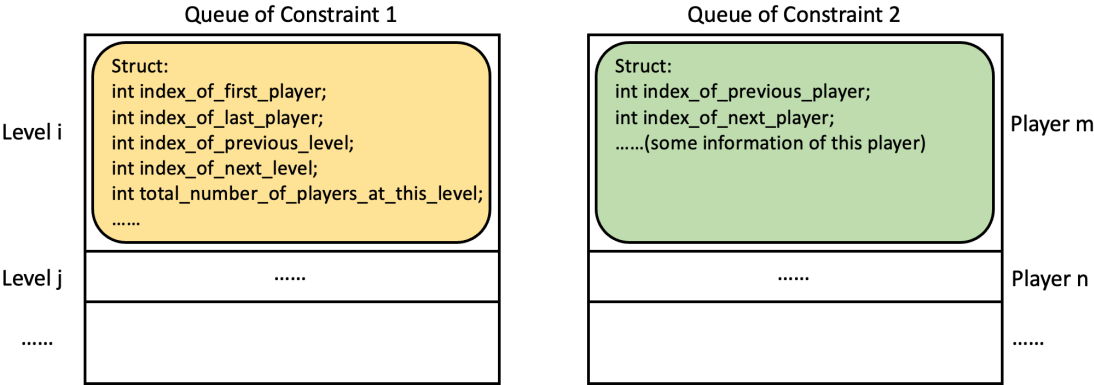 Queue of Constraint 1
Queue of Constraint 2
Level i
Struct:
int index_of_first_player;
int index_of_last_player;
int index_of_previous_level;
int index_of_next_level;
int total_number_of_players_at_this_level;
......
Struct:
int index_of_previous_player;
int index_of_next_player;
......(some information of this player)
Player m
Level j
......
......
Player n
......
......